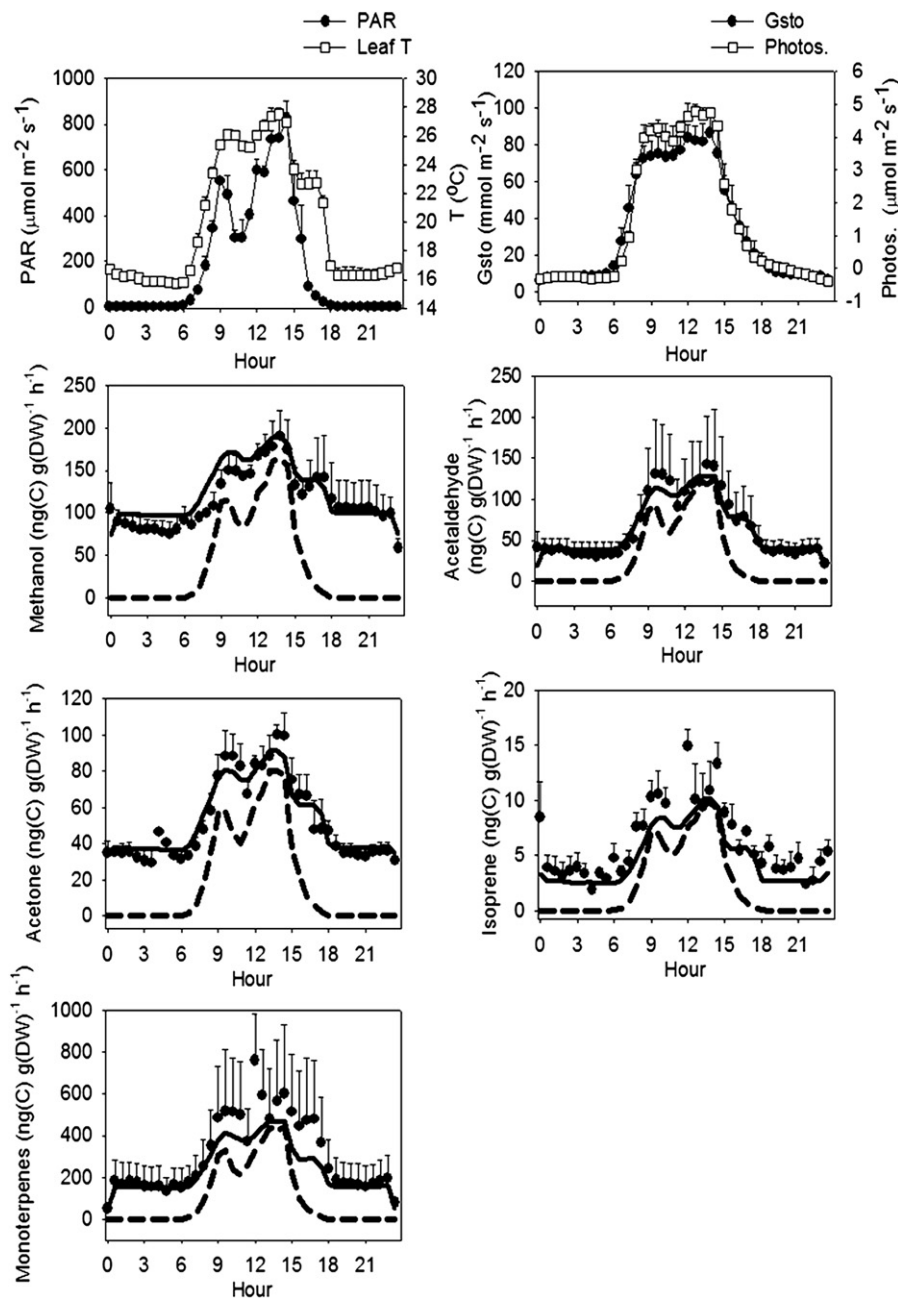 PAR
Leaf T
Gsto
Photos.
PAR (μmol m⁻² s⁻¹)
1000
800
600
400
200
0
30
28
26
24
22
20
18
16
14
T (⁰C)
0 3 6 9 12 15 18 21
Hour
Gsto (mmol m⁻² s⁻¹)
120
100
80
60
40
20
0
6
5
4
3
2
1
0
-1
Photos. (μmol m⁻² s⁻¹)
0 3 6 9 12 15 18 21
Hour
Methanol (ng(C) g(DW)⁻¹ h⁻¹)
250
200
150
100
50
0
0 3 6 9 12 15 18 21
Hour
Acetaldehyde
(ng(C) g(DW)⁻¹ h⁻¹)
250
200
150
100
50
0
0 3 6 9 12 15 18 21
Hour
Acetone (ng(C) g(DW)⁻¹ h⁻¹)
120
100
80
60
40
20
0
0 3 6 9 12 15 18 21
Hour
Isoprene (ng(C) g(DW)⁻¹ h⁻¹)
20
15
10
5
0
0 3 6 9 12 15 18 21
Hour
Monoterpenes (ng(C) g(DW)⁻¹ h⁻¹)
1000
800
600
400
200
0
0 3 6 9 12 15 18 21
Hour